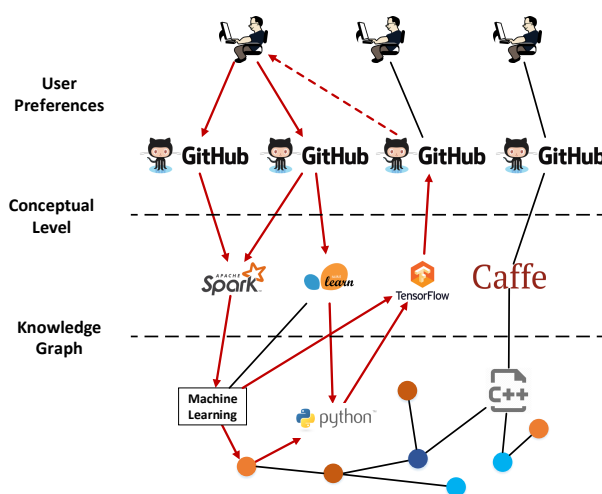 User
Preferences
GitHub
GitHub
GitHub
GitHub
Conceptual
Level
APACHE
Spark
learn
TensorFlow
Caffe
Knowledge
Graph
Machine
Learning
python
C++